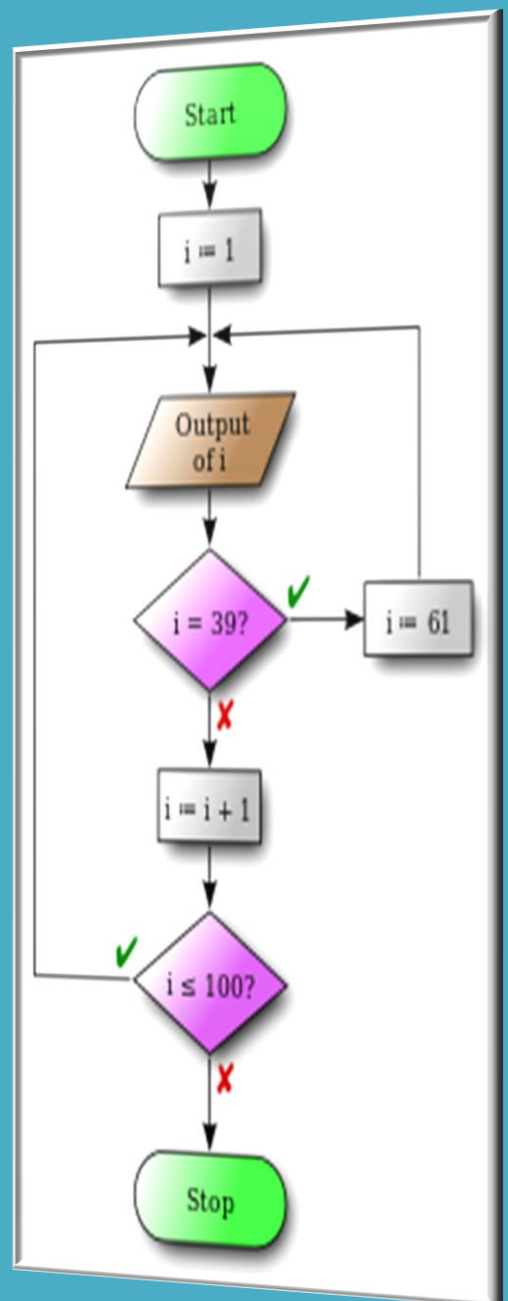 Start
i ≔ 1
Output
of i
i = 39?
✔
i ≔ 61
✘
i ≔ i + 1
✔
i ≤ 100?
✘
Stop